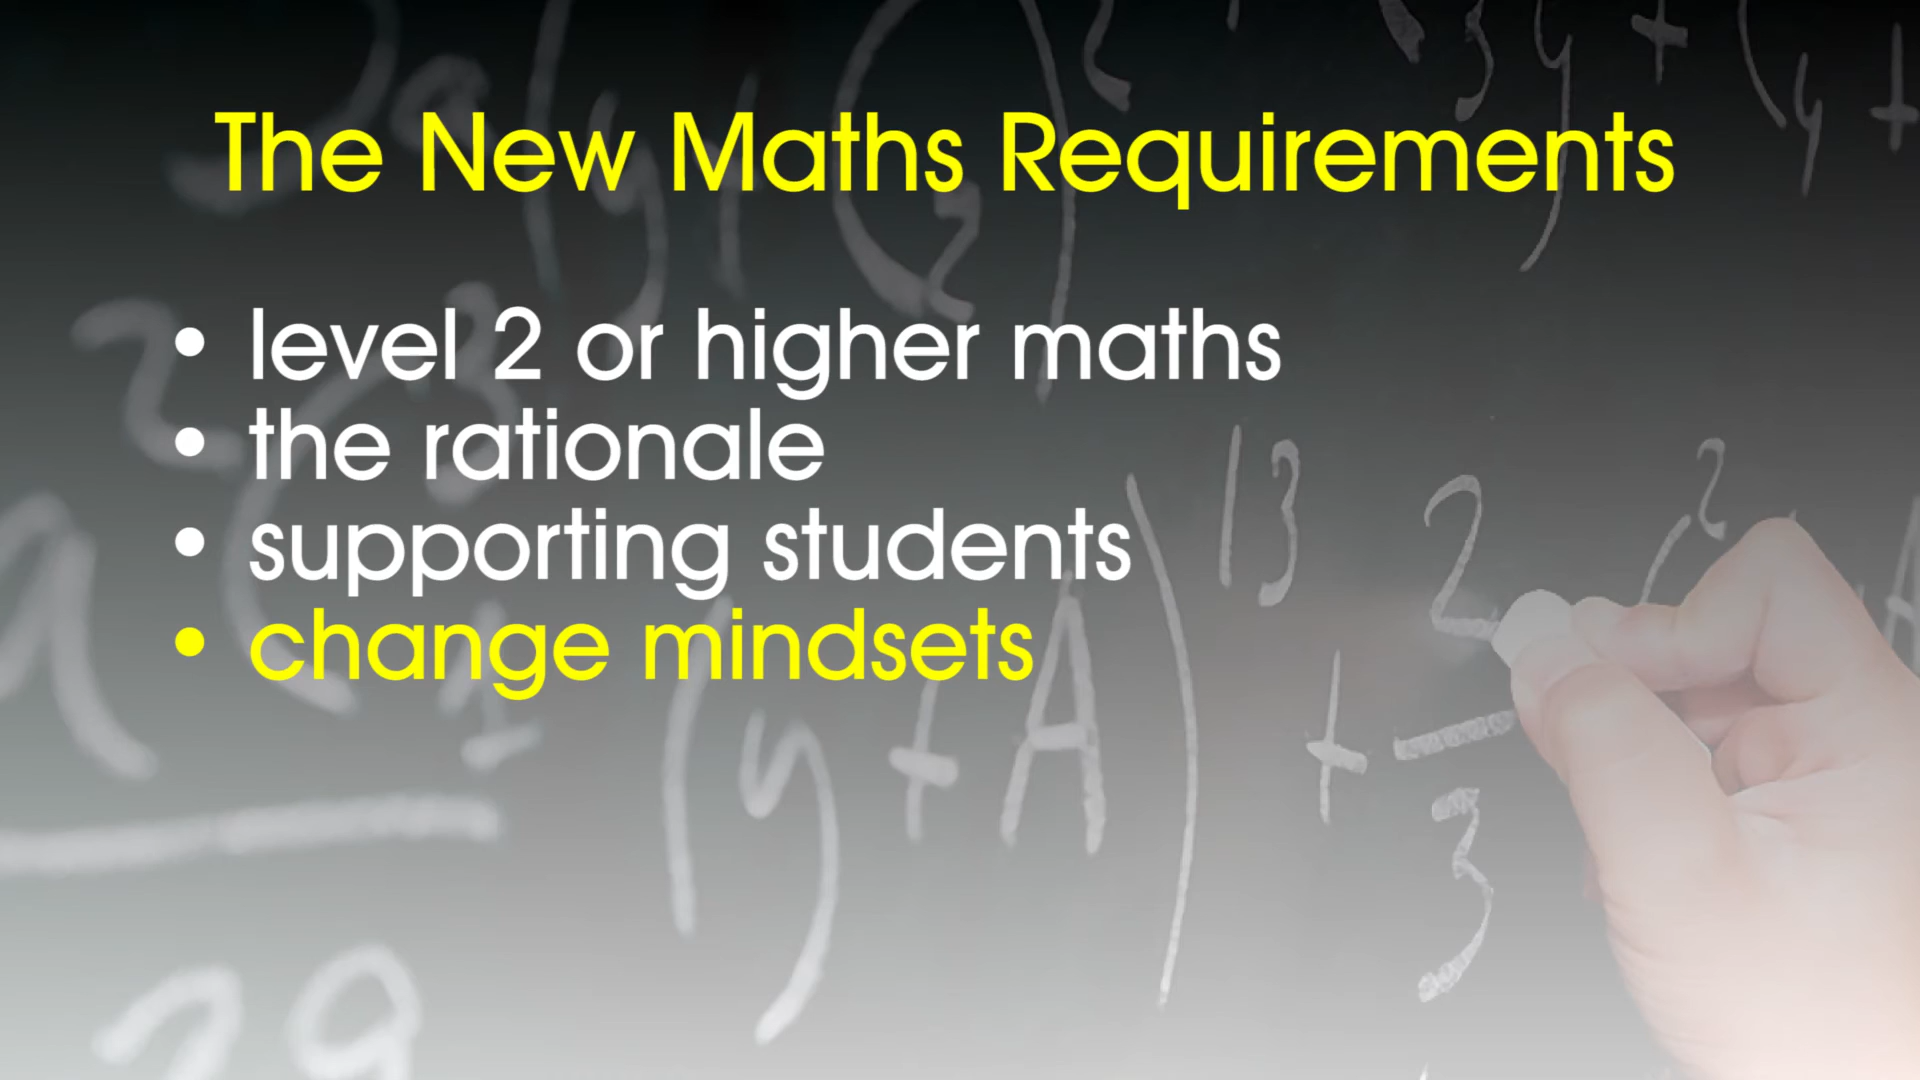 The New Maths Requirements
• level 2 or higher maths
• the rationale
• supporting students
• change mindsets